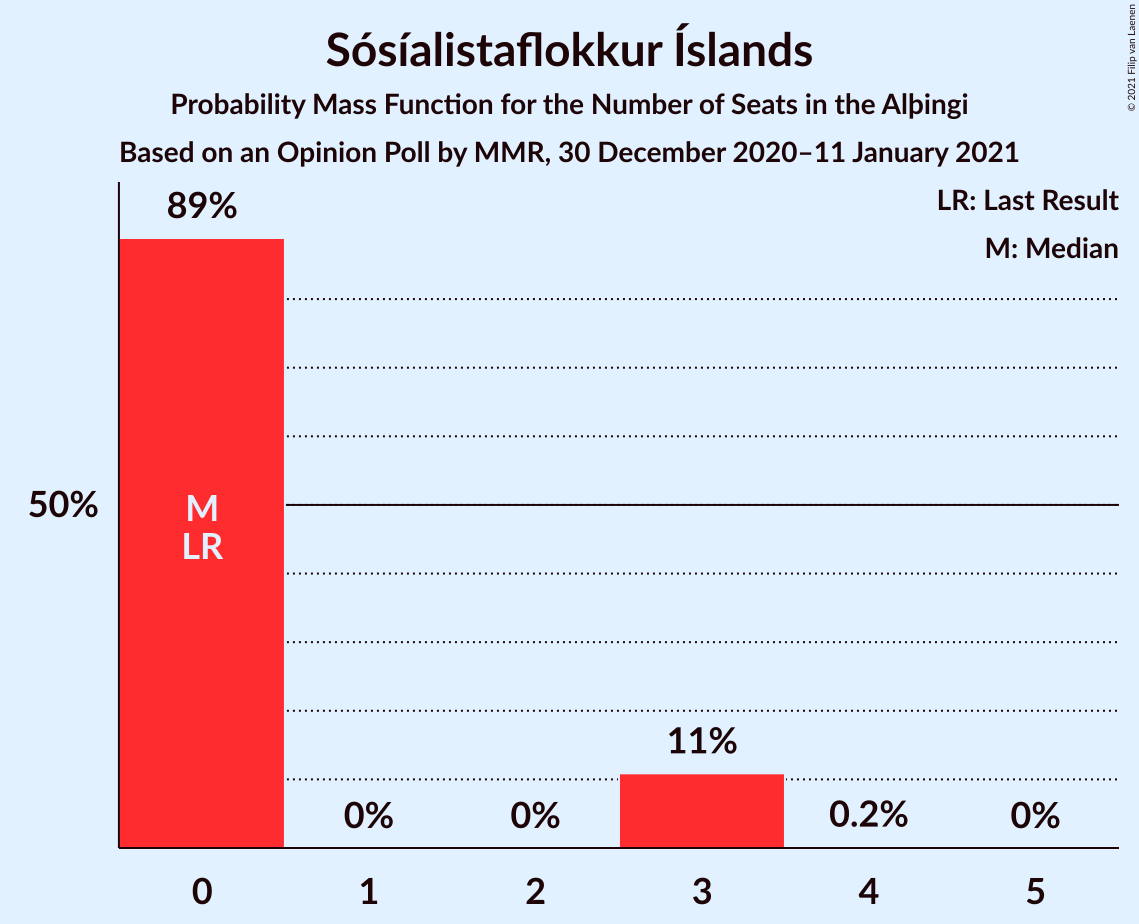 Sósíalistaflokkur Íslands
Probability Mass Function for the Number of Seats in the Alþingi
Based on an Opinion Poll by MMR, 30 December 2020–11 January 2021
© 2021 Filip van Laenen
LR: Last Result
M: Median
89%
50%
M
LR
0%
0%
11%
0.2%
0%
0
1
2
3
4
5